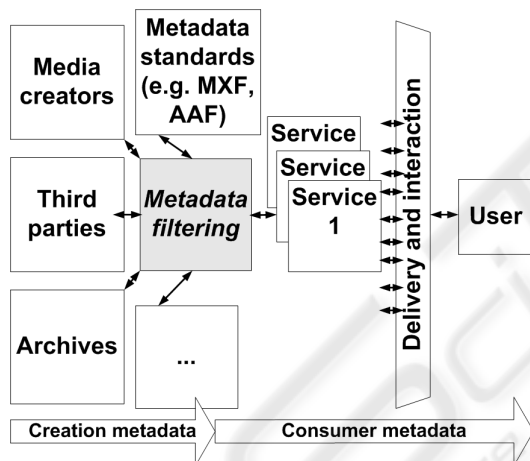 Media
creators
Metadata
standards
(e.g. MXF,
AAF)
Third
parties
Metadata
filtering
Service
Service
Service
1
Delivery and interaction
User
Archives
...
Creation metadata
Consumer metadata